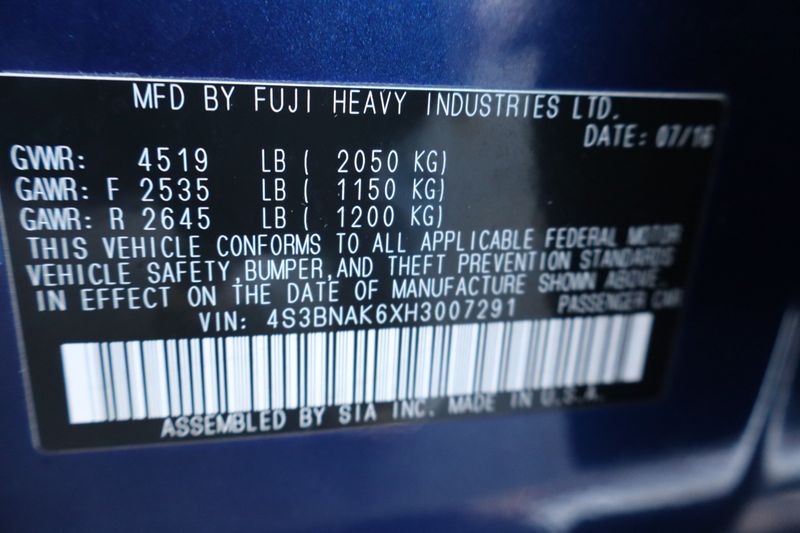 MFD BY FUJI HEAVY INDUSTRIES LTD.
DATE: 07/16
GVWR: 4519 LB ( 2050 KG)
GAWR: F 2535 LB ( 1150 KG)
GAWR: R 2645 LB ( 1200 KG)
THIS VEHICLE CONFORMS TO ALL APPLICABLE FEDERAL MOTOR
VEHICLE SAFETY,BUMPER,AND THEFT PREVENTION STANDARDS
IN EFFECT ON THE DATE OF MANUFACTURE SHOWN ABOVE.
VIN: 4S3BNAK6XH3007291 PASSENGER CAR
ASSEMBLED BY SIA INC. MADE IN U.S.A.